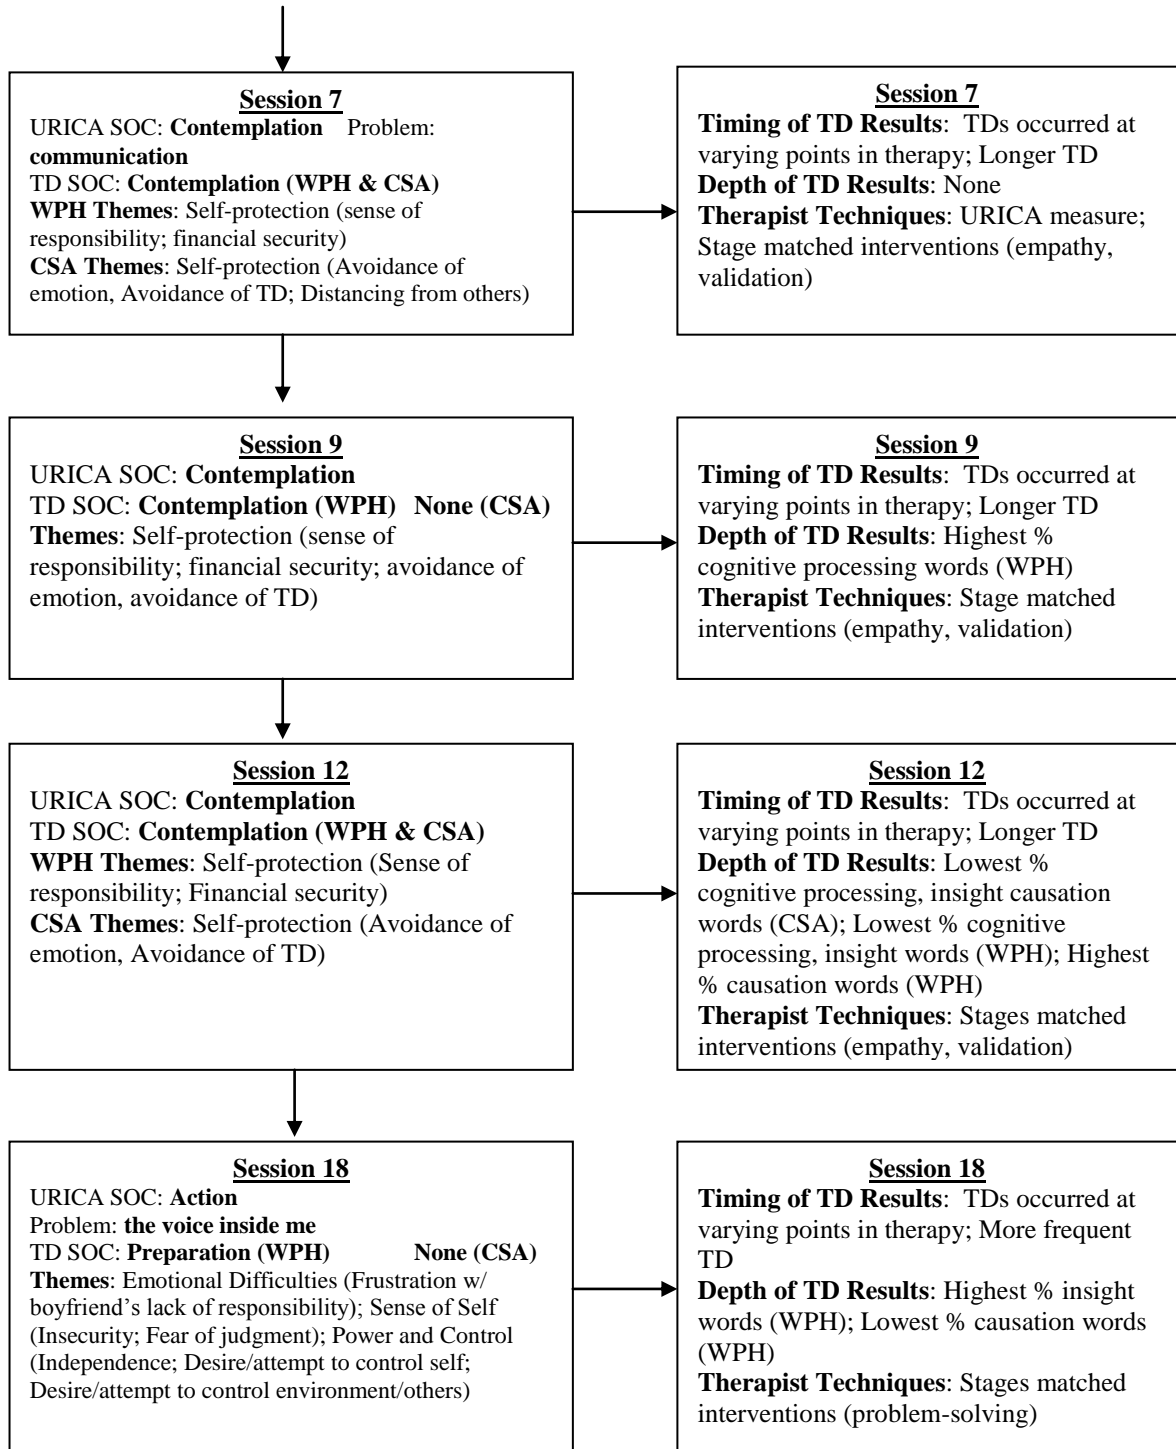 Session 7
URICA SOC: Contemplation Problem:
communication
TD SOC: Contemplation (WPH & CSA)
WPH Themes: Self-protection (sense of
responsibility; financial security)
CSA Themes: Self-protection (Avoidance of
emotion, Avoidance of TD; Distancing from others)
Session 7
Timing of TD Results: TDs occurred at
varying points in therapy; Longer TD
Depth of TD Results: None
Therapist Techniques: URICA measure;
Stage matched interventions (empathy,
validation)
Session 9
URICA SOC: Contemplation
TD SOC: Contemplation (WPH) None (CSA)
Themes: Self-protection (sense of
responsibility; financial security; avoidance of
emotion, avoidance of TD)
Session 9
Timing of TD Results: TDs occurred at
varying points in therapy; Longer TD
Depth of TD Results: Highest %
cognitive processing words (WPH)
Therapist Techniques: Stage matched
interventions (empathy, validation)
Session 12
URICA SOC: Contemplation
TD SOC: Contemplation (WPH & CSA)
WPH Themes: Self-protection (Sense of
responsibility; Financial security)
CSA Themes: Self-protection (Avoidance of
emotion, Avoidance of TD)
Session 12
Timing of TD Results: TDs occurred at
varying points in therapy; Longer TD
Depth of TD Results: Lowest %
cognitive processing, insight causation
words (CSA); Lowest % cognitive
processing, insight words (WPH); Highest
% causation words (WPH)
Therapist Techniques: Stages matched
interventions (empathy, validation)
Session 18
URICA SOC: Action
Problem: the voice inside me
TD SOC: Preparation (WPH) None (CSA)
Themes: Emotional Difficulties (Frustration w/
boyfriend's lack of responsibility); Sense of Self
(Insecurity; Fear of judgment); Power and Control
(Independence; Desire/attempt to control self;
Desire/attempt to control environment/others)
Session 18
Timing of TD Results: TDs occurred at
varying points in therapy; More frequent
TD
Depth of TD Results: Highest % insight
words (WPH); Lowest % causation words
(WPH)
Therapist Techniques: Stages matched
interventions (problem-solving)